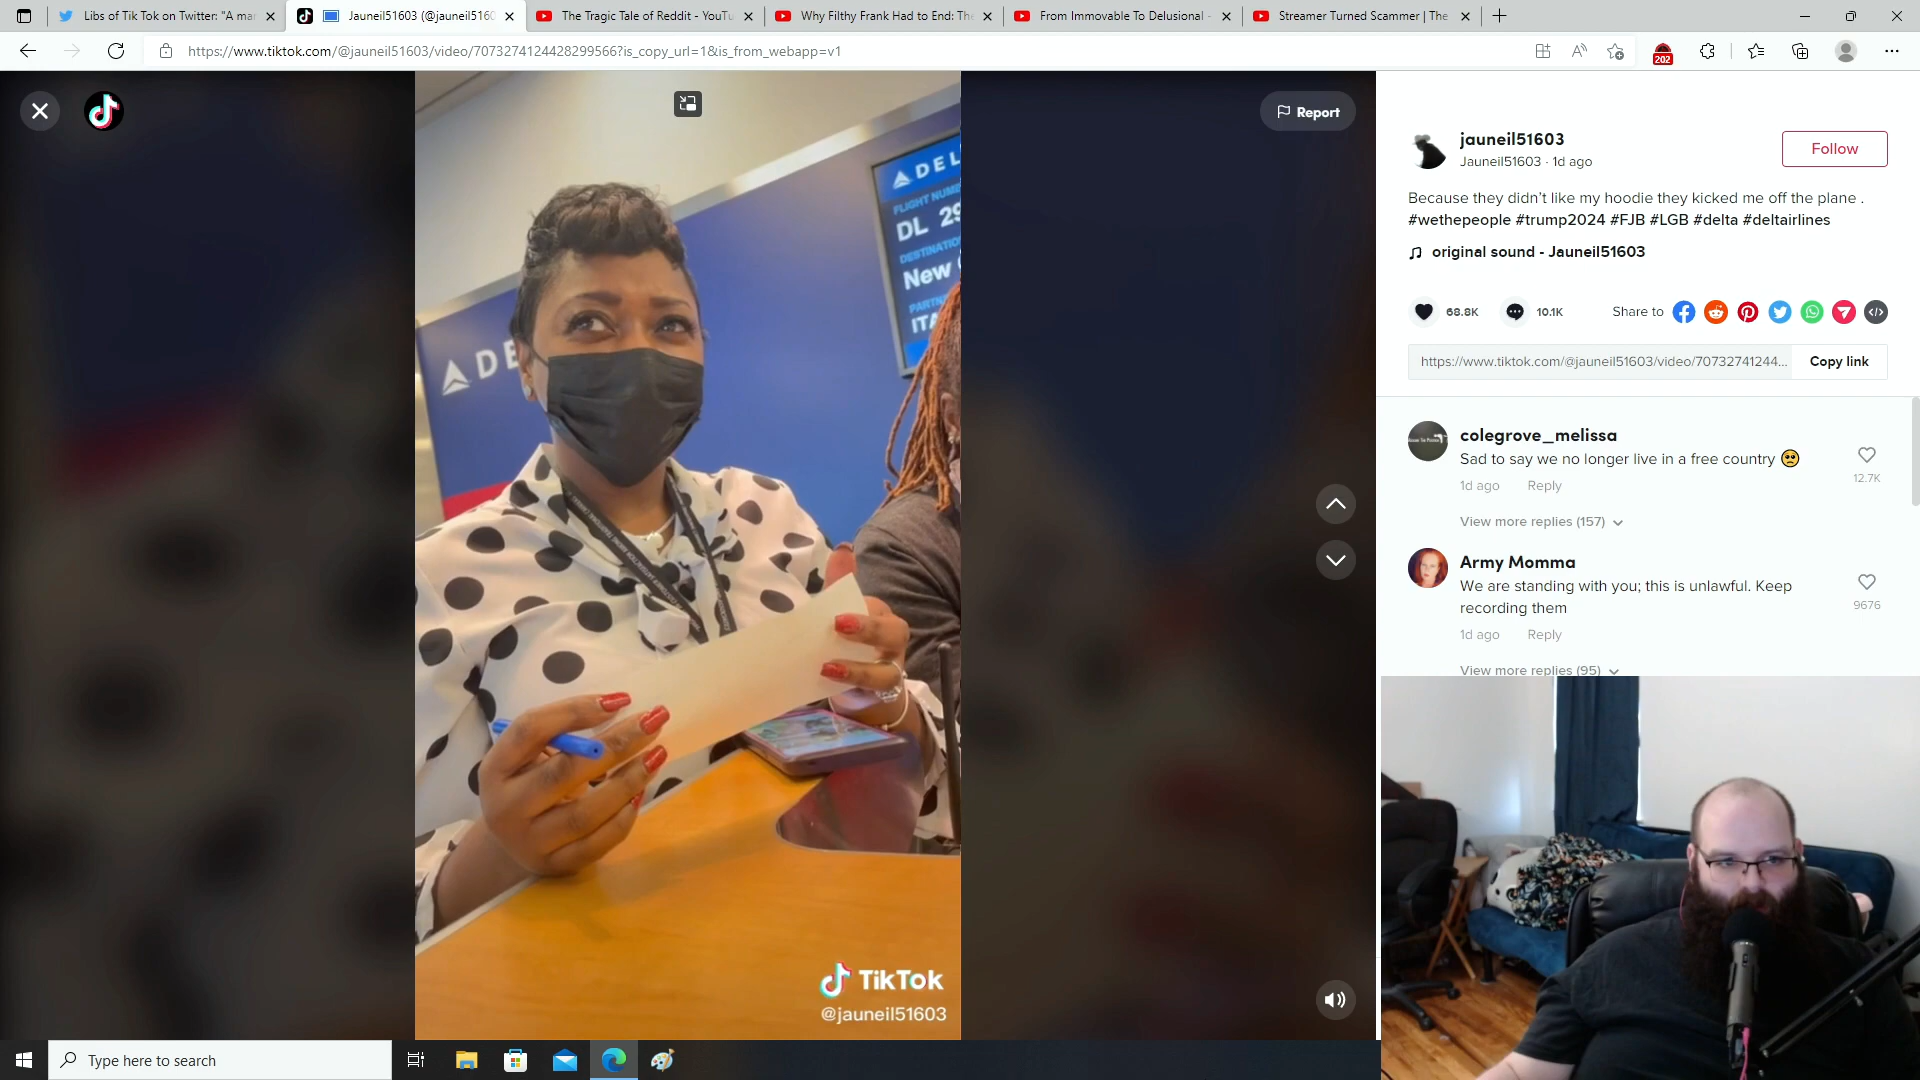 Libs of Tik Tok on Twitter: "A mar
Jauneil51603 (@jauneil5160
The Tragic Tale of Reddit - YouTu
Why Filthy Frank Had to End: The
From Immovable To Delusional -
Streamer Turned Scammer | The
https://www.tiktok.com/@jauneil51603/video/7073274124428299566?is_copy_url=1&is_from_webapp=v1
202
Report
DEL
FLIGHT NUMB
DL 29
DESTINATIO
New
PARTN
ITA
DE
TikTok
@jauneil51603
jauneil51603
Jauneil51603 · 1d ago
Follow
Because they didn't like my hoodie they kicked me off the plane .
#wethepeople #trump2024 #FJB #LGB #delta #deltairlines
original sound - Jauneil51603
68.8K
10.1K
Share to
https://www.tiktok.com/@jauneil51603/video/70732741244...
Copy link
colegrove_melissa
Sad to say we no longer live in a free country 🥺
12.7K
1d ago Reply
View more replies (157)
Army Momma
We are standing with you; this is unlawful. Keep
recording them
9676
1d ago Reply
View more replies (95)
Type here to search